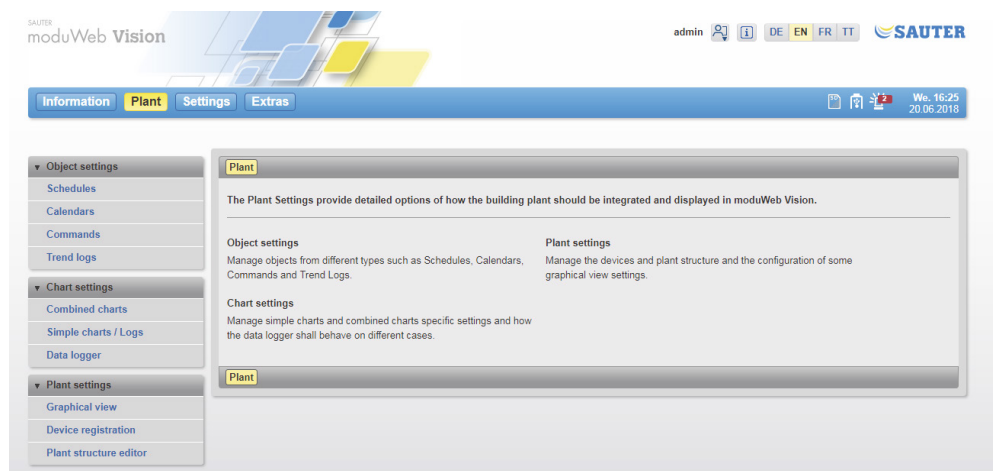 SAUTER
moduWeb Vision
admin
DE EN FR TT
SAUTER
Information Plant Settings Extras
2
We. 16:25
20.06.2018
Object settings
Schedules
Calendars
Commands
Trend logs
Chart settings
Combined charts
Simple charts / Logs
Data logger
Plant settings
Graphical view
Device registration
Plant structure editor
Plant
The Plant Settings provide detailed options of how the building plant should be integrated and displayed in moduWeb Vision.
Object settings
Manage objects from different types such as Schedules, Calendars,
Commands and Trend Logs.
Chart settings
Manage simple charts and combined charts specific settings and how
the data logger shall behave on different cases.
Plant settings
Manage the devices and plant structure and the configuration of some
graphical view settings.
Plant